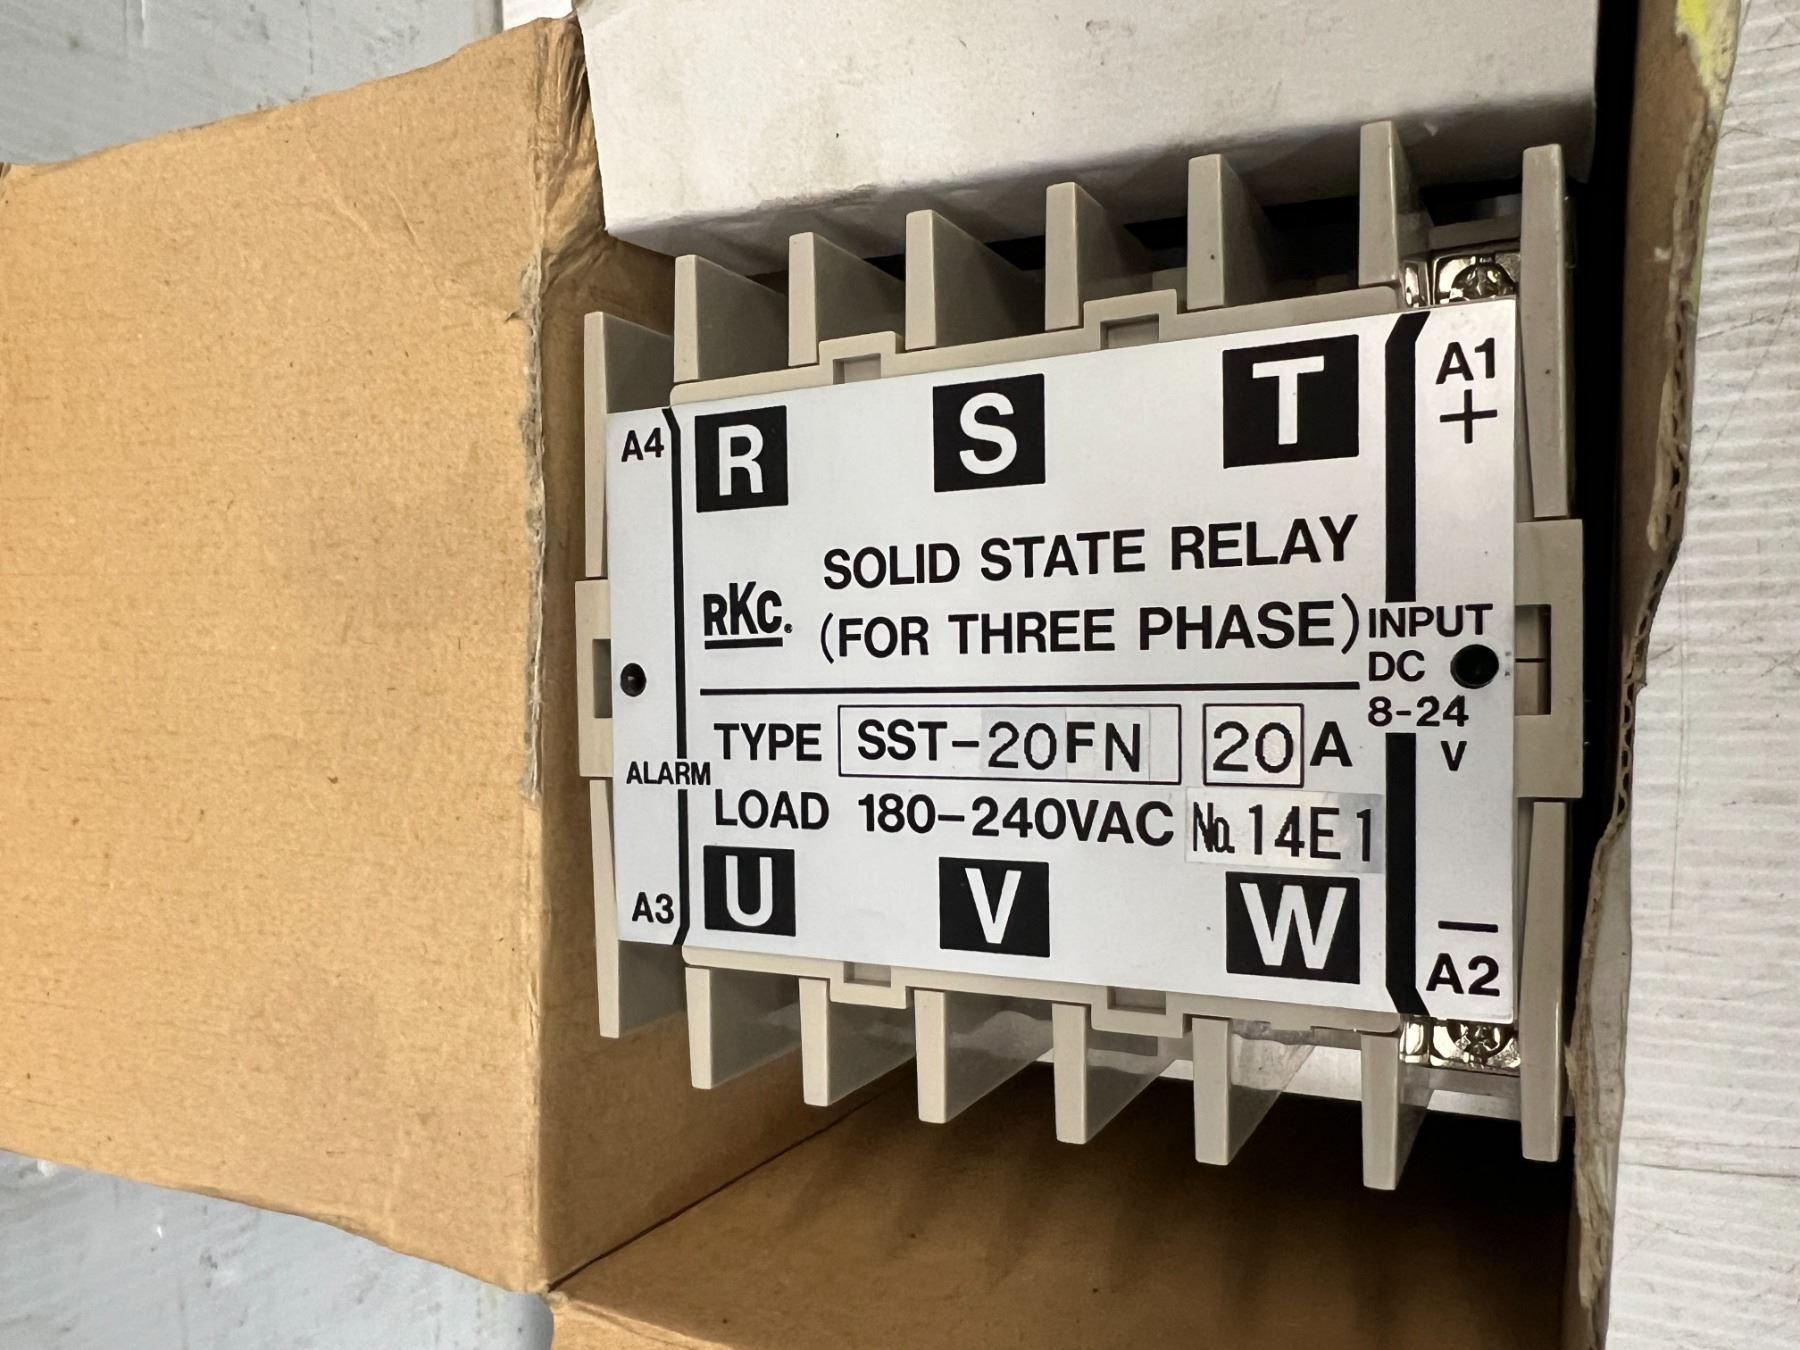 A4 R S T A1
+
SOLID STATE RELAY
RKC. (FOR THREE PHASE)
INPUT
DC
8-24
V
TYPE SST-20FN 20A
ALARM
LOAD 180-240VAC No.14E1
A3 U V W
−
A2